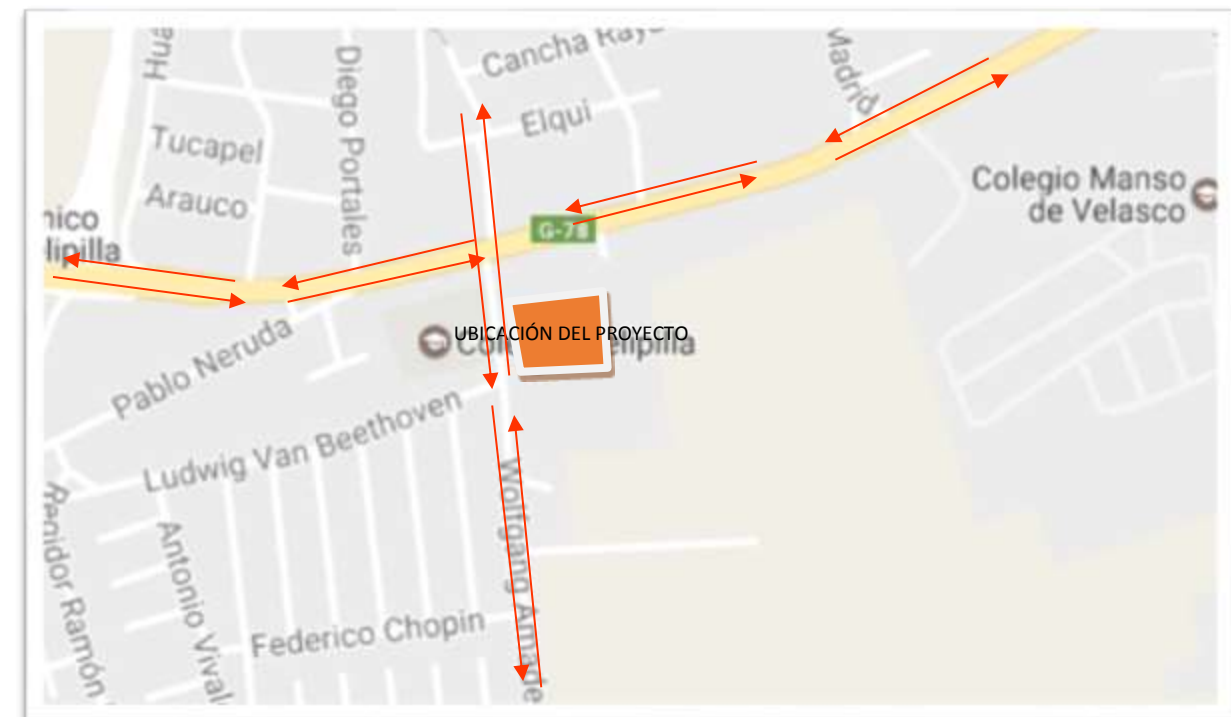 Cancha Raya
Diego Portales
Madrid
Elqui
Tucapel
Arauco
Colegio Manso
de Velasco
G-78
UBICACIÓN DEL PROYECTO
Pablo Neruda
Ludwig Van Beethoven
Wolfgang Amade
Antonio Vival
Federico Chopin
Ramón